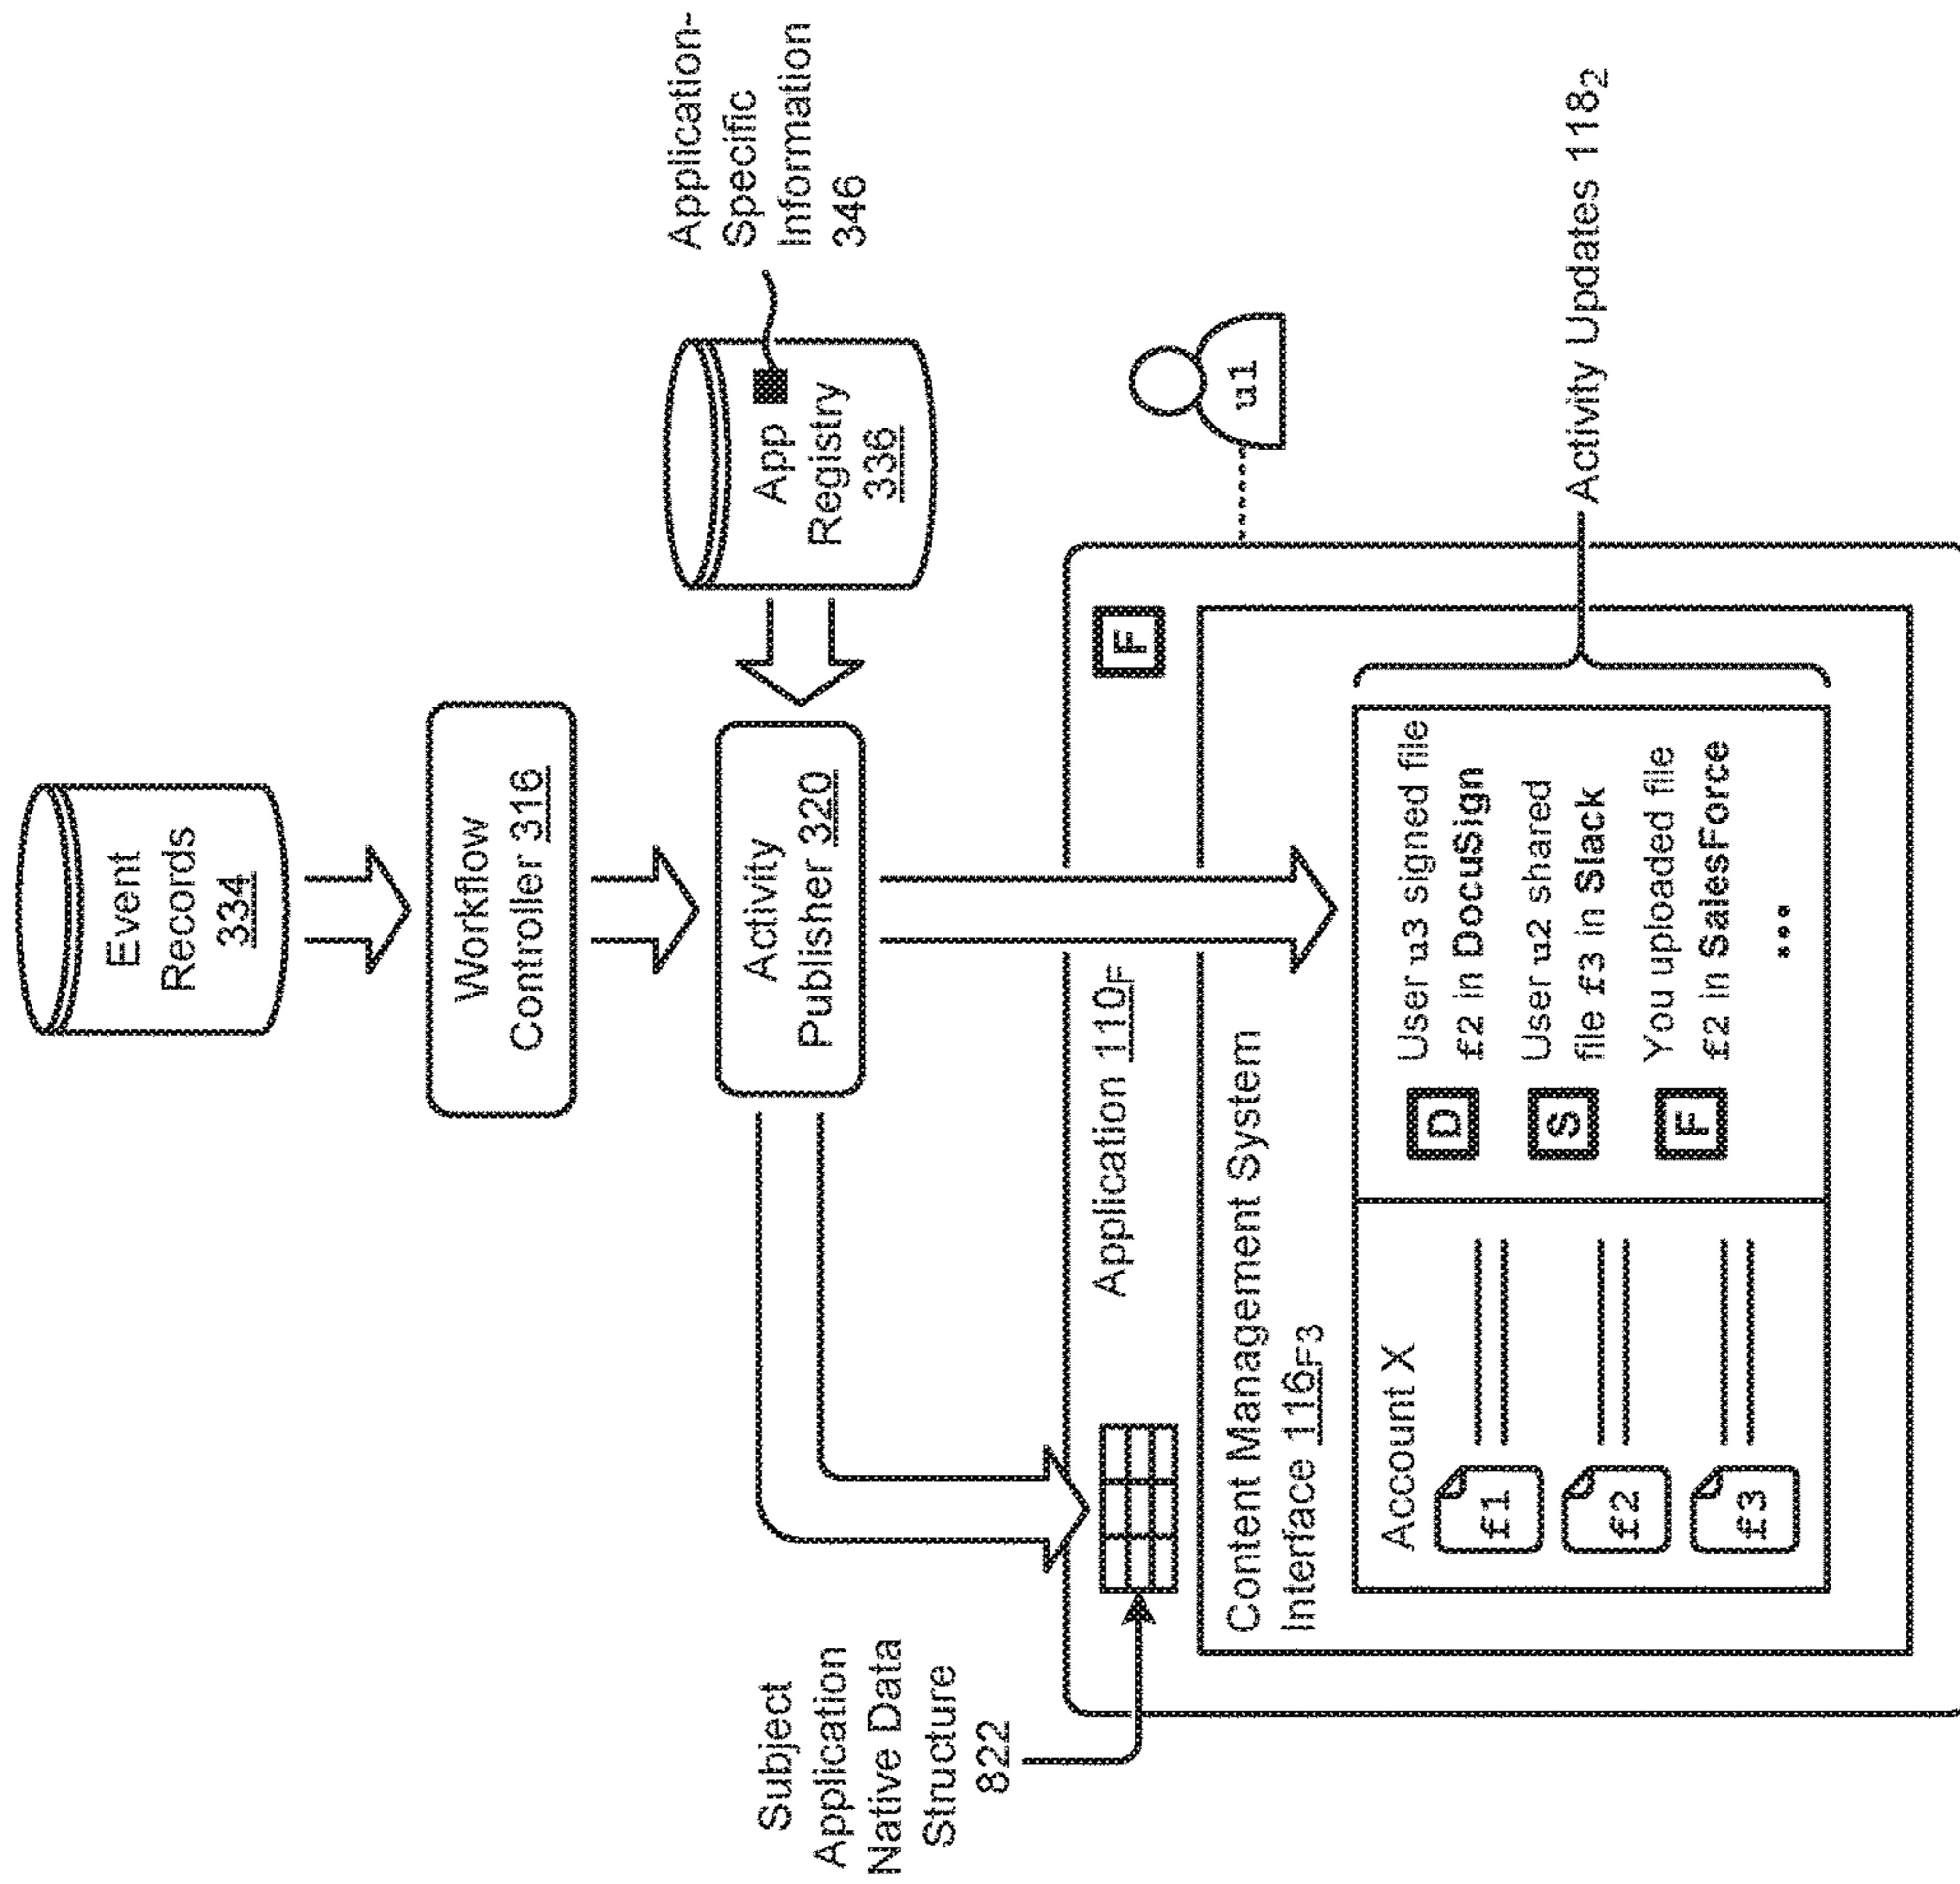 Event
Records
334
Workflow
Controller 316
Activity
Publisher 320
App
Registry
336
Application-
Specific
Information
346
Subject
Application
Native Data
Structure
822
Application 110F
F
u1
Content Management System
Interface 116F3
Account X
f1
f2
f3
D
User u3 signed file
f2 in DocuSign
S
User u2 shared
file f3 in Slack
F
You uploaded file
f2 in SalesForce
...
Activity Updates 118₂